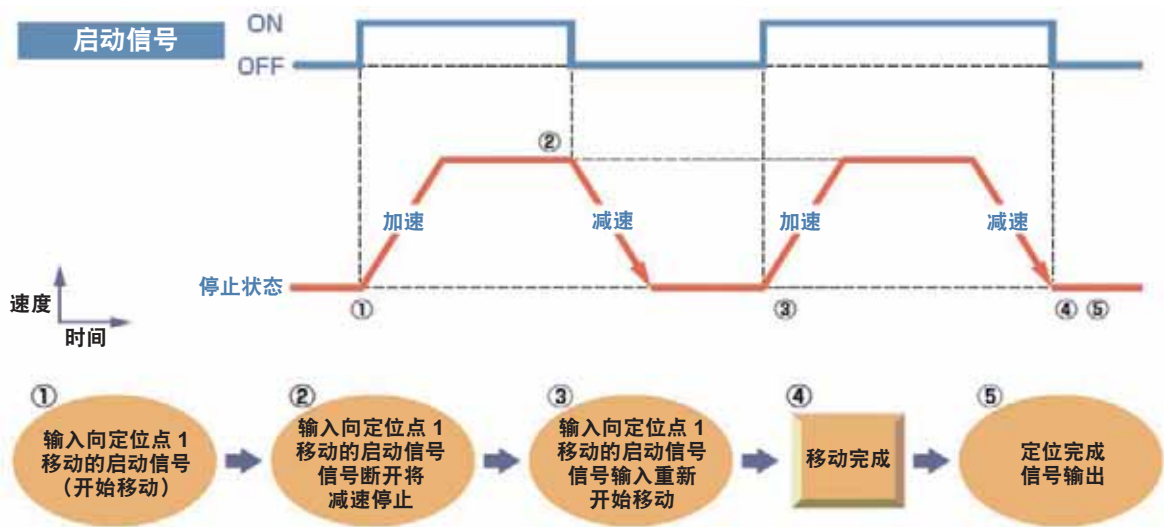 启动信号
ON
OFF
②
加速
减速
加速
减速
停止状态
①
③
④ ⑤
速度
时间
①
输入向定位点 1
移动的启动信号
（开始移动）
②
输入向定位点 1
移动的启动信号
信号断开将
减速停止
③
输入向定位点 1
移动的启动信号
信号输入重新
开始移动
④
移动完成
⑤
定位完成
信号输出